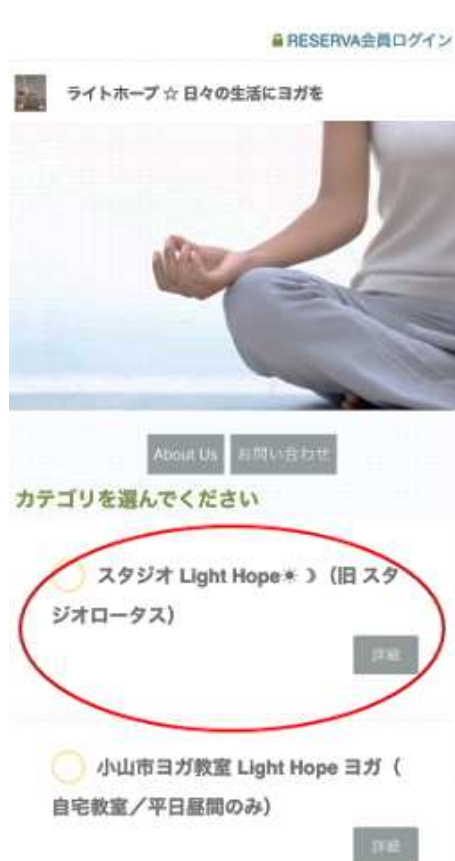 RESERVA会員ログイン
ライトホープ ☆ 日々の生活にヨガを
About Us
お問い合わせ
カテゴリを選んでください
スタジオ Light Hope☀☽（旧 スタ
ジオロータス）
詳細
小山市ヨガ教室 Light Hope ヨガ（
自宅教室／平日昼間のみ）
詳細